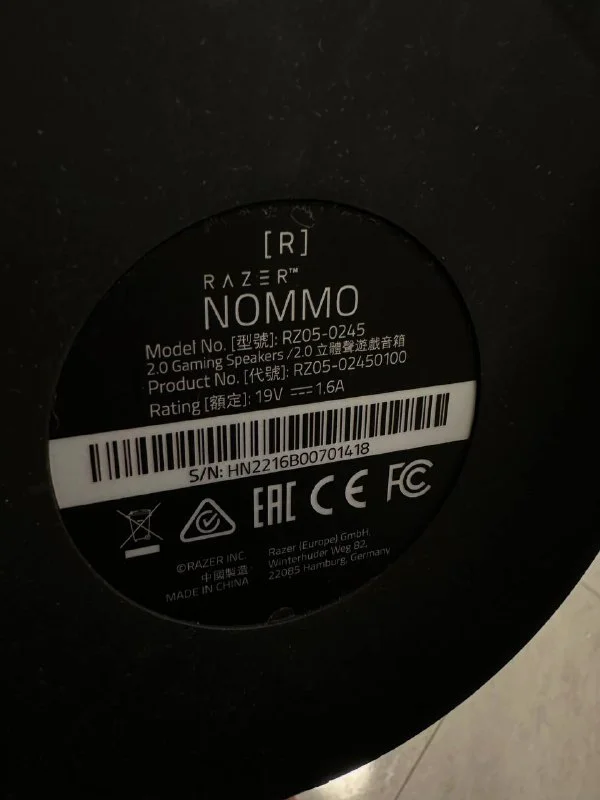 [R]
RAZER™
NOMMO
Model No. [型號]: RZ05-0245
2.0 Gaming Speakers /2.0 立體聲遊戲音箱
Product No. [代號]: RZ05-02450100
Rating [額定]: 19V ⎓ 1.6A
S/N: HN2216B00701418
EAC CE FC
©RAZER INC.
中國製造
MADE IN CHINA
Razer (Europe) GmbH,
Winterhuder Weg 82,
22085 Hamburg, Germany